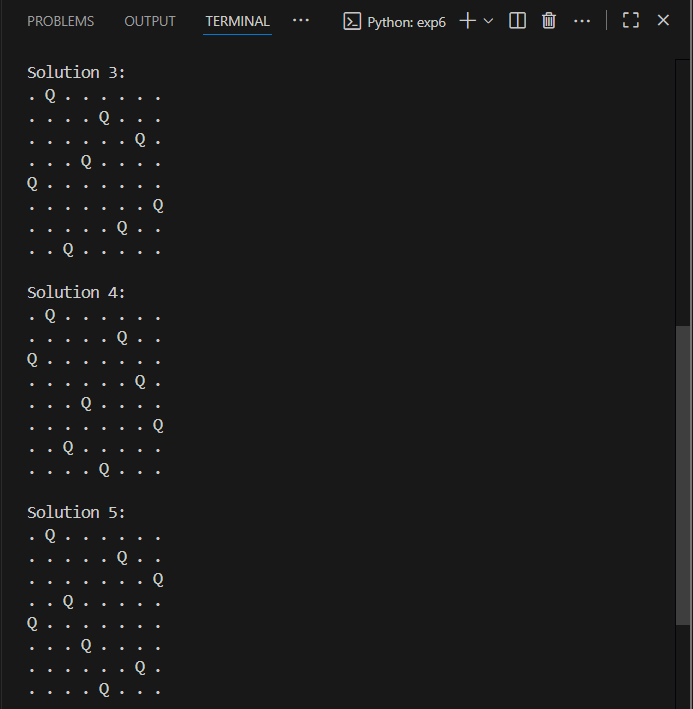 PROBLEMS OUTPUT TERMINAL ... Python: exp6
Solution 3:
. Q . . . . . .
. . . . Q . . .
. . . . . . Q .
. . . Q . . . .
Q . . . . . . .
. . . . . . . Q
. . . . . Q . .
. . Q . . . . .
Solution 4:
. Q . . . . . .
. . . . . Q . .
Q . . . . . . .
. . . . . . Q .
. . . Q . . . .
. . . . . . . Q
. . Q . . . . .
. . . . Q . . .
Solution 5:
. Q . . . . . .
. . . . . Q . .
. . . . . . . Q
. . Q . . . . .
Q . . . . . . .
. . . Q . . . .
. . . . . . Q .
. . . . Q . . .